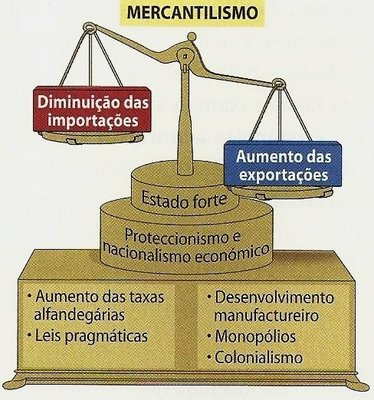 MERCANTILISMO
Diminuição das
importações
Aumento das
exportações
Estado forte
Proteccionismo e
nacionalismo económico
• Aumento das taxas
alfandegárias
• Leis pragmáticas
• Desenvolvimento
manufactureiro
• Monopólios
• Colonialismo